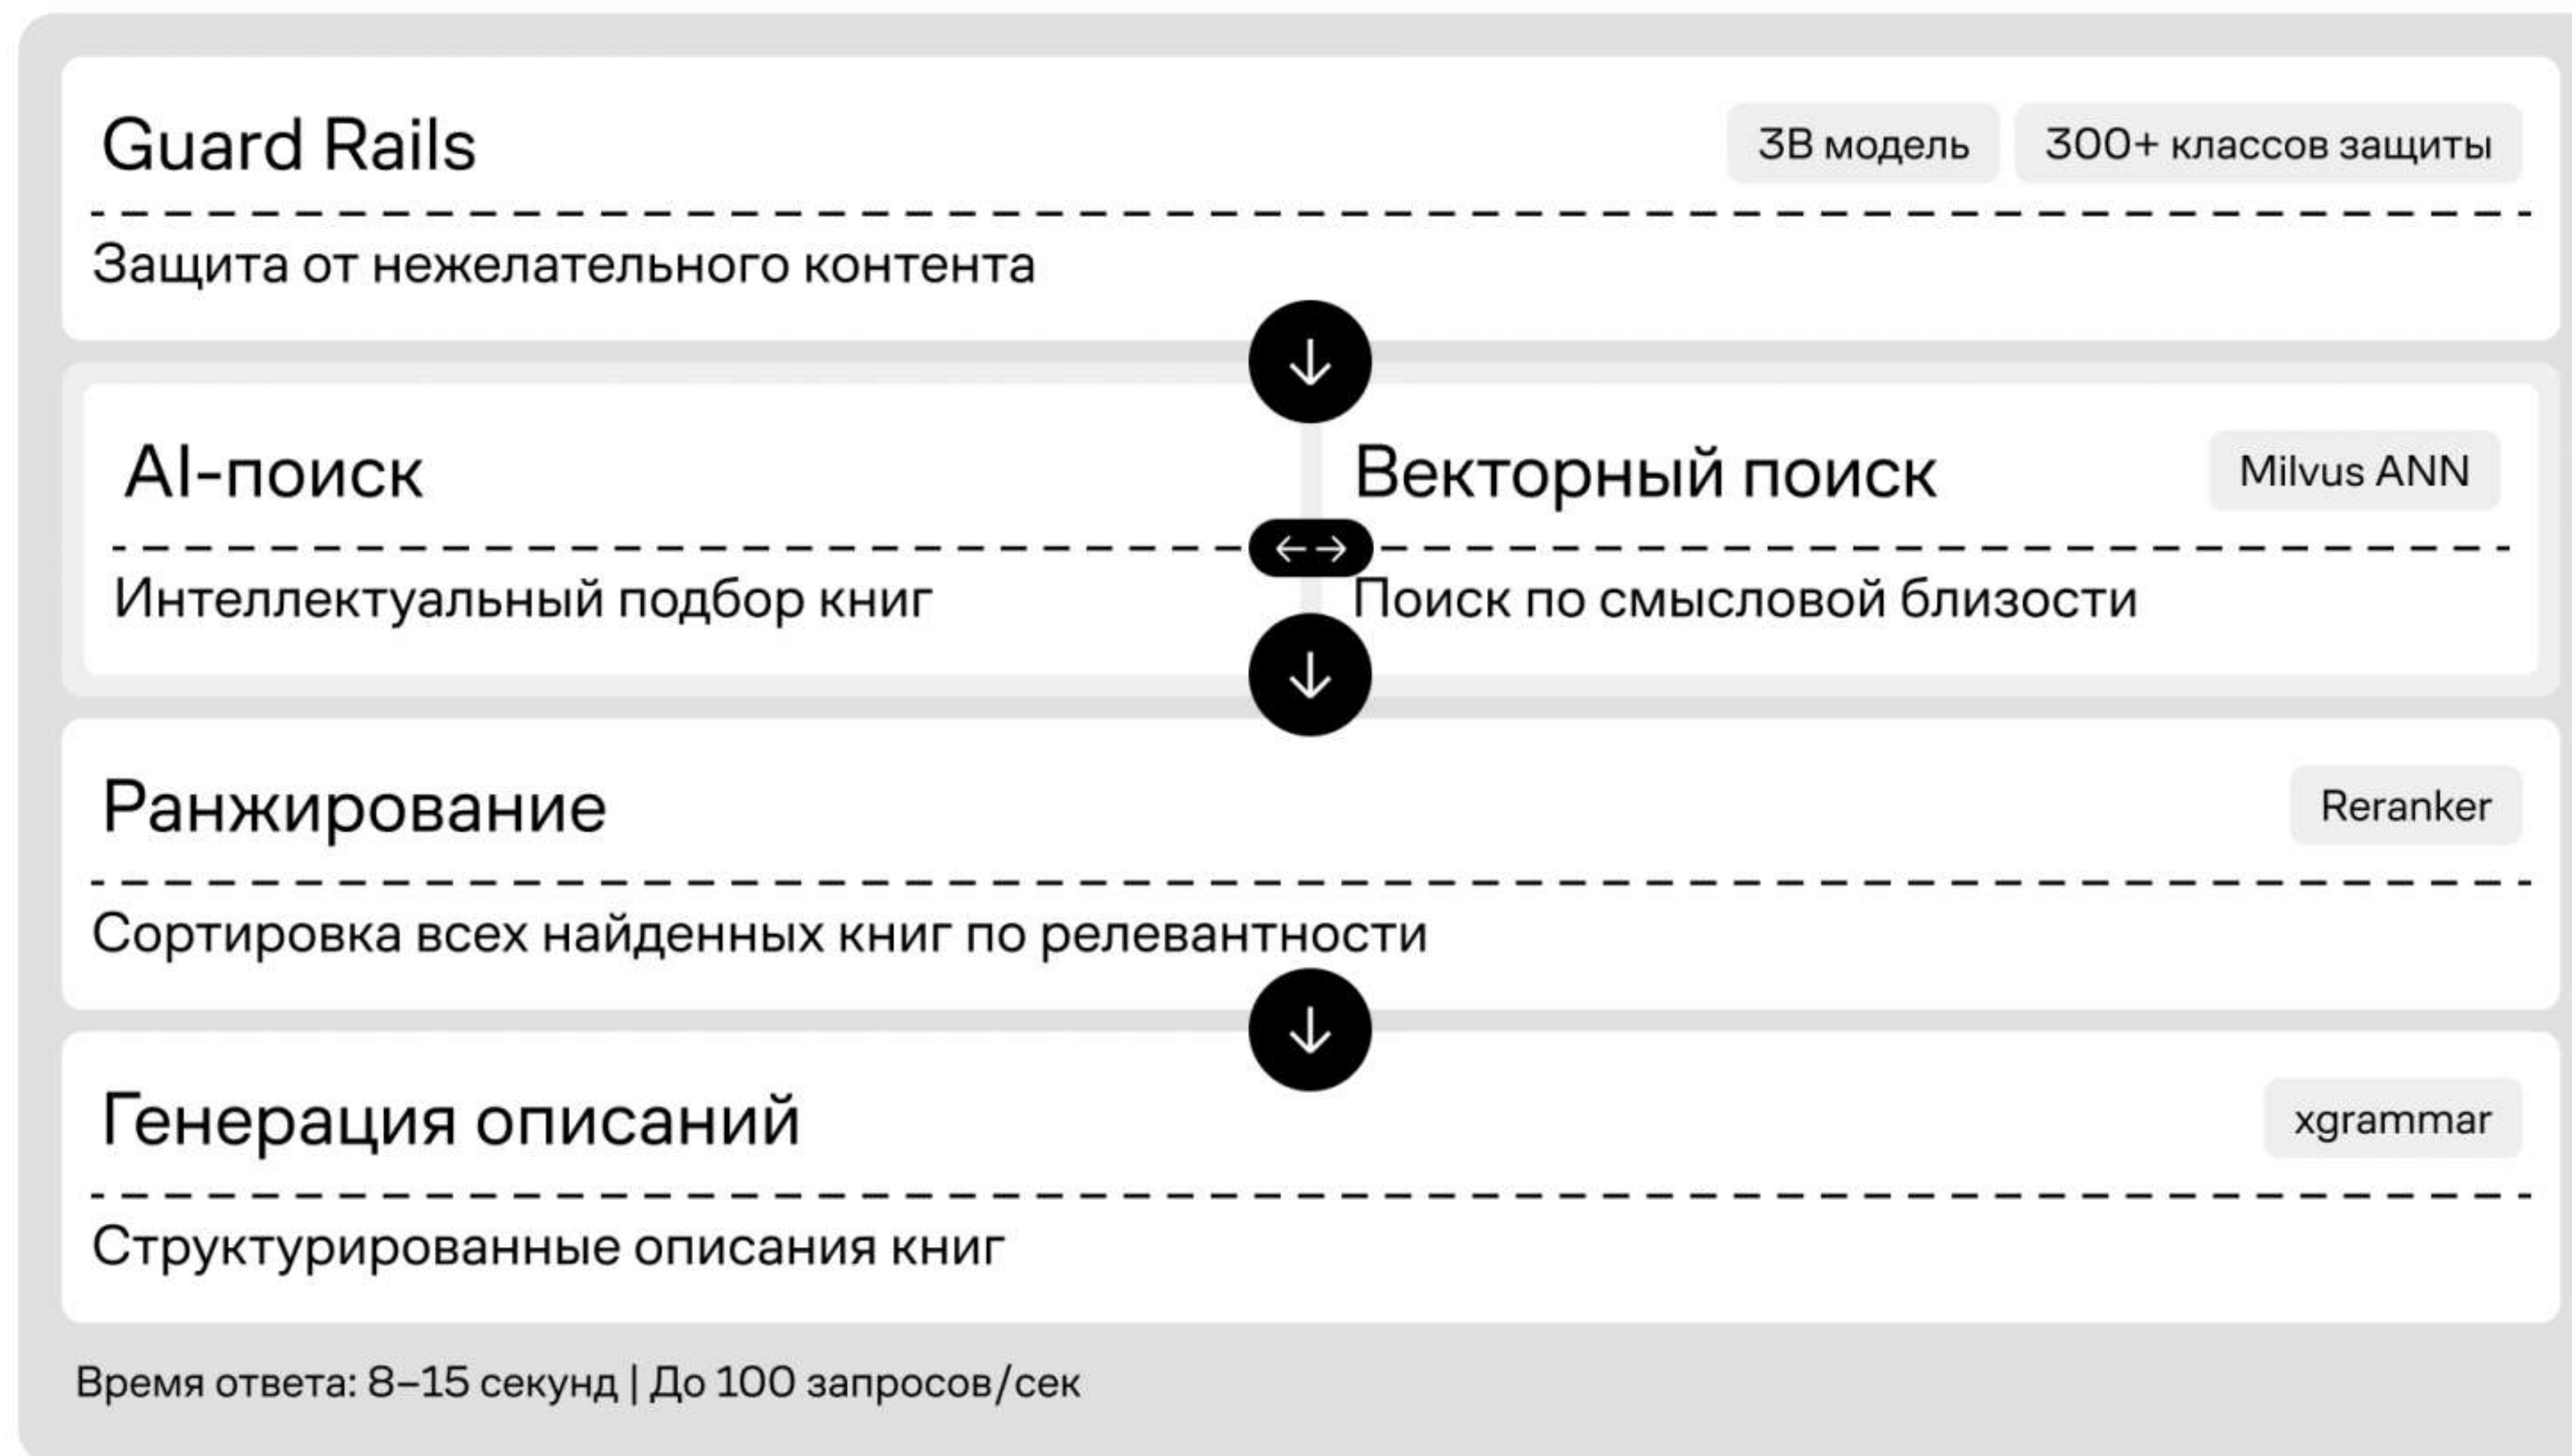 Guard Rails
3B модель
300+ классов защиты
Защита от нежелательного контента
AI-поиск
Интеллектуальный подбор книг
Векторный поиск
Milvus ANN
Поиск по смысловой близости
Ранжирование
Reranker
Сортировка всех найденных книг по релевантности
Генерация описаний
xgrammar
Структурированные описания книг
Время ответа: 8–15 секунд | До 100 запросов/сек